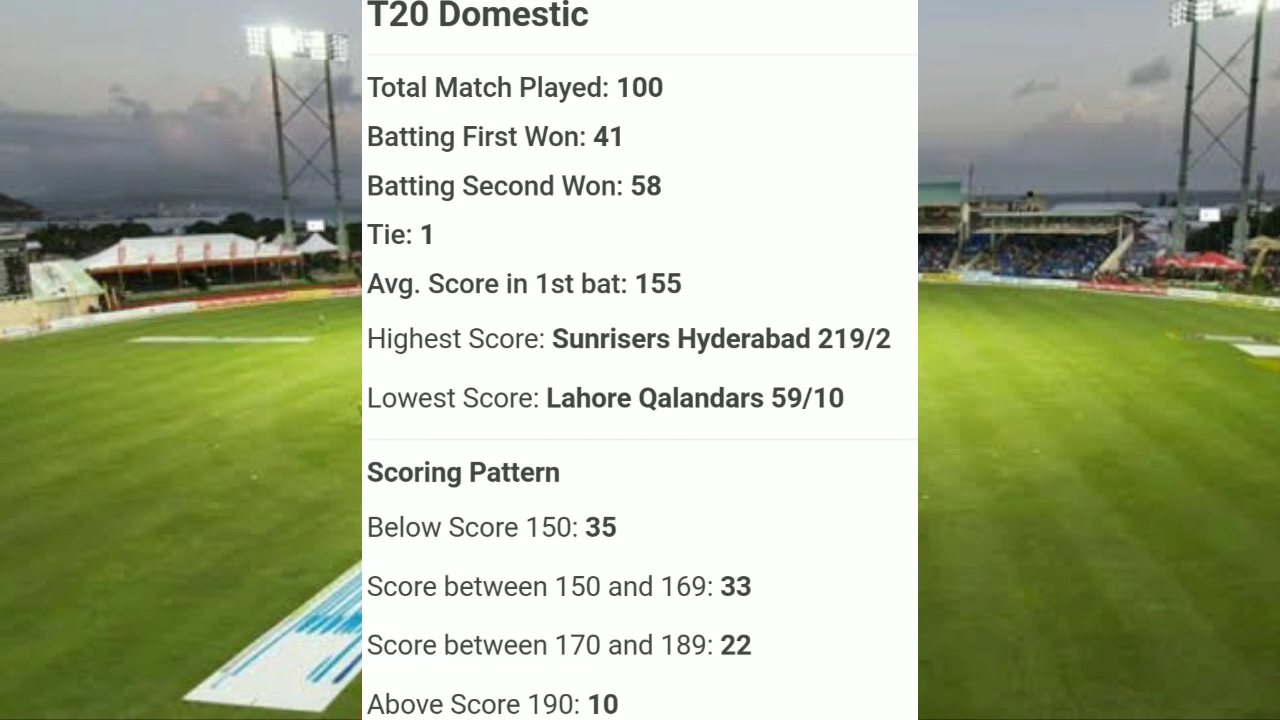 T20 Domestic
Total Match Played: 100
Batting First Won: 41
Batting Second Won: 58
Tie: 1
Avg. Score in 1st bat: 155
Highest Score: Sunrisers Hyderabad 219/2
Lowest Score: Lahore Qalandars 59/10
Scoring Pattern
Below Score 150: 35
Score between 150 and 169: 33
Score between 170 and 189: 22
Above Score 190: 10